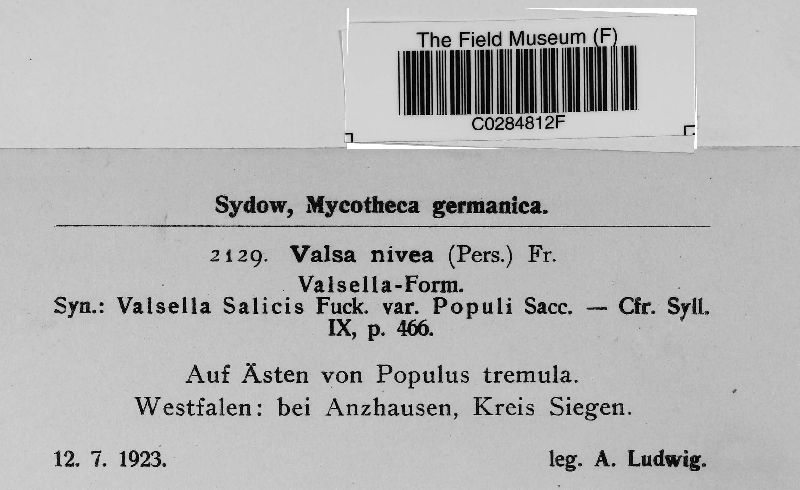 The Field Museum (F)
C0284812F
Sydow, Mycotheca germanica.
2129. Valsa nivea (Pers.) Fr.
Valsella-Form.
Syn.: Valsella Salicis Fuck. var. Populi Sacc. — Cfr. Syll.
IX, p. 466.
Auf Ästen von Populus tremula.
Westfalen: bei Anzhausen, Kreis Siegen.
12. 7. 1923. leg. A. Ludwig.